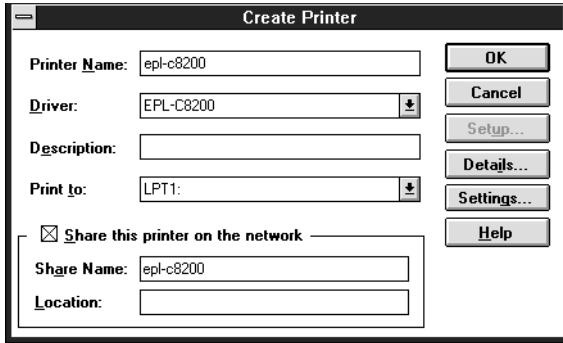 Create Printer
Printer Name: epl-c8200
Driver: EPL-C8200
Description:
Print to: LPT1:
Share this printer on the network
Share Name: epl-c8200
Location:
OK
Cancel
Setup...
Details...
Settings...
Help